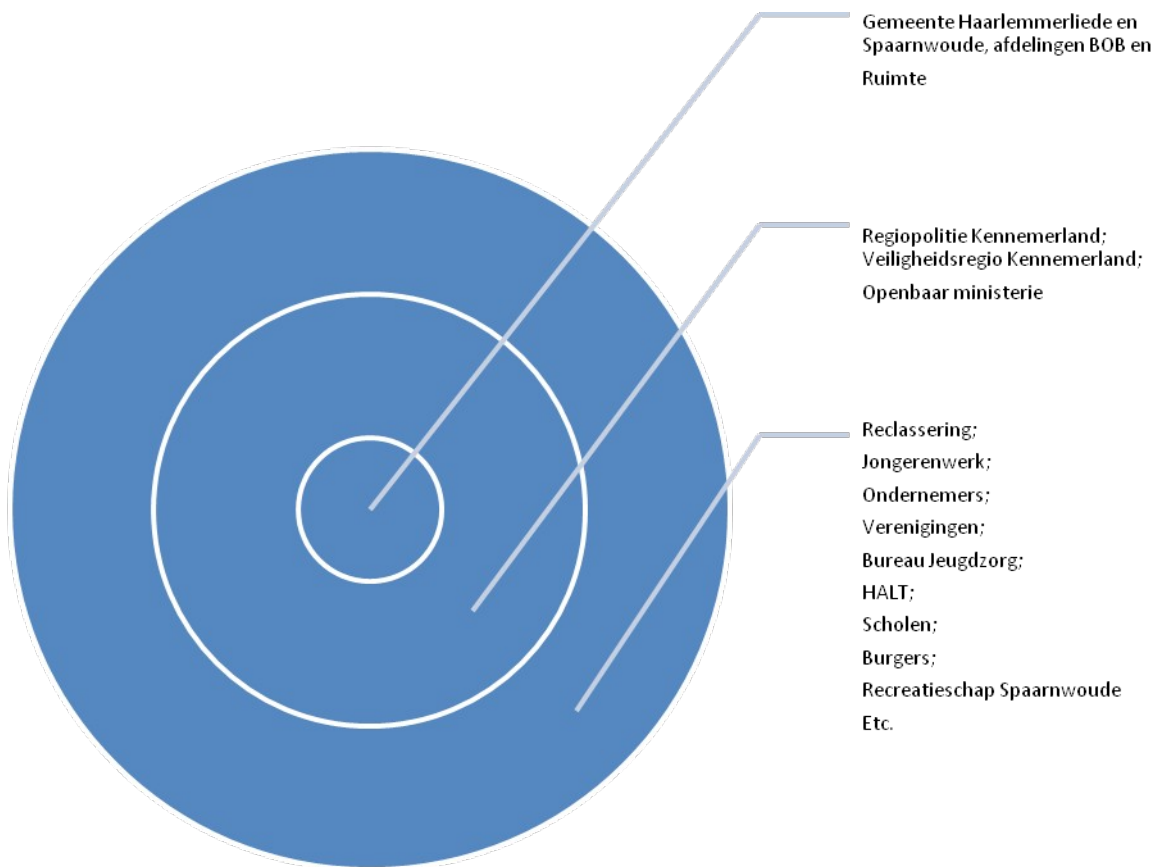 Gemeente Haarlemmerliede en
Spaarnwoude, afdelingen BOB en
Ruimte
Regiopolitie Kennemerland;
Veiligheidsregio Kennemerland;
Openbaar ministerie
Reclassering;
Jongerenwerk;
Ondernemers;
Verenigingen;
Bureau Jeugdzorg;
HALT;
Scholen;
Burgers;
Recreatieschap Spaarnwoude
Etc.